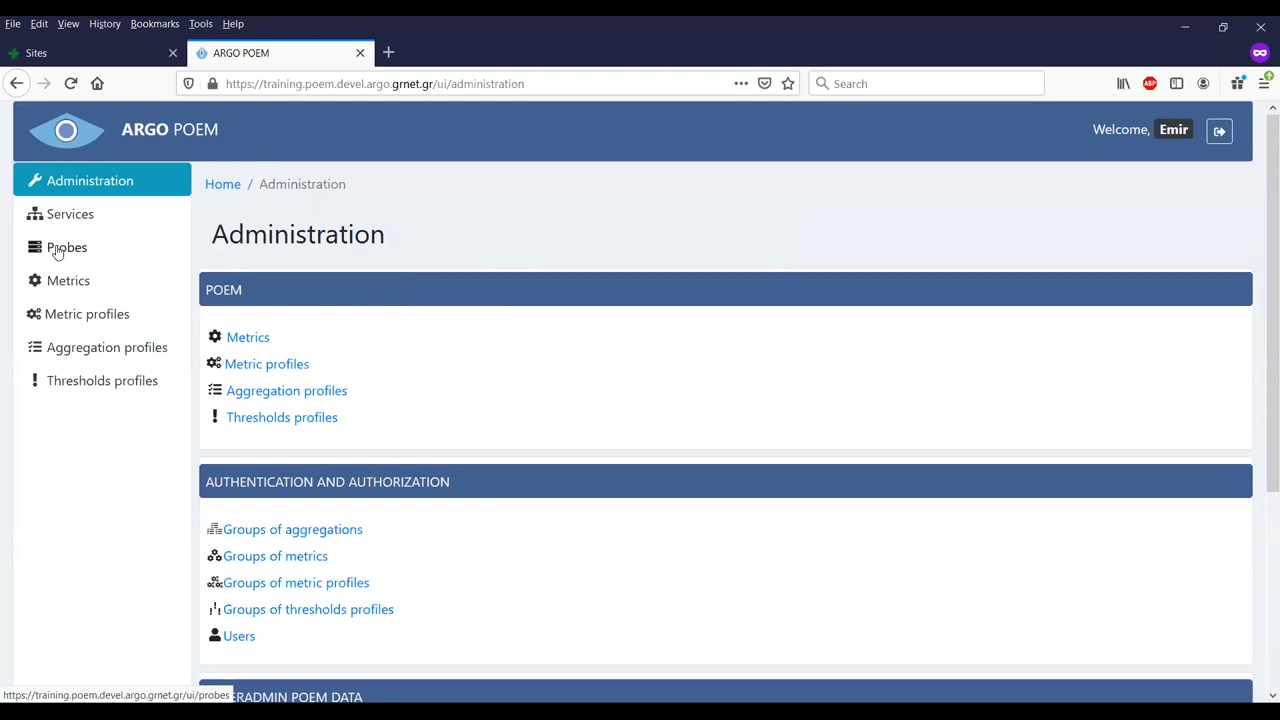 File Edit View History Bookmarks Tools Help
Sites
ARGO POEM
https://training.poem.devel.argo.grnet.gr/ui/administration
Search
ABP
ARGO POEM
Welcome, Emir
Administration
Services
Probes
Metrics
Metric profiles
Aggregation profiles
Thresholds profiles
Home / Administration
Administration
POEM
Metrics
Metric profiles
Aggregation profiles
Thresholds profiles
AUTHENTICATION AND AUTHORIZATION
Groups of aggregations
Groups of metrics
Groups of metric profiles
Groups of thresholds profiles
Users
ERADMIN POEM DATA
https://training.poem.devel.argo.grnet.gr/ui/probes